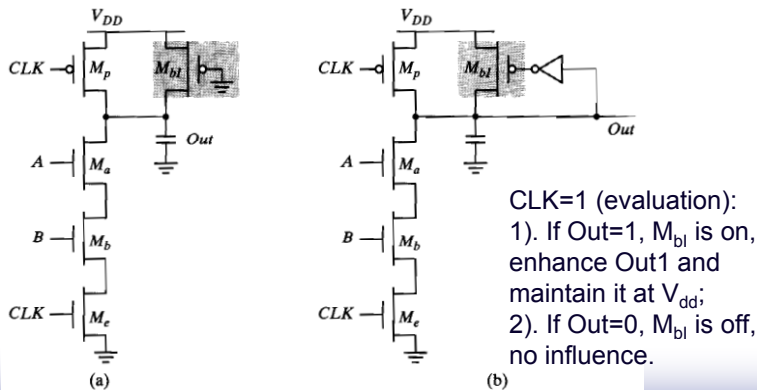 V_DD
CLK M_p M_bl
Out
A M_a
B M_b
CLK M_e
(a)
V_DD
CLK M_p M_bl
Out
A M_a
B M_b
CLK M_e
(b)
CLK=1 (evaluation):
1). If Out=1, M_bl is on,
enhance Out1 and
maintain it at V_dd;
2). If Out=0, M_bl is off,
no influence.